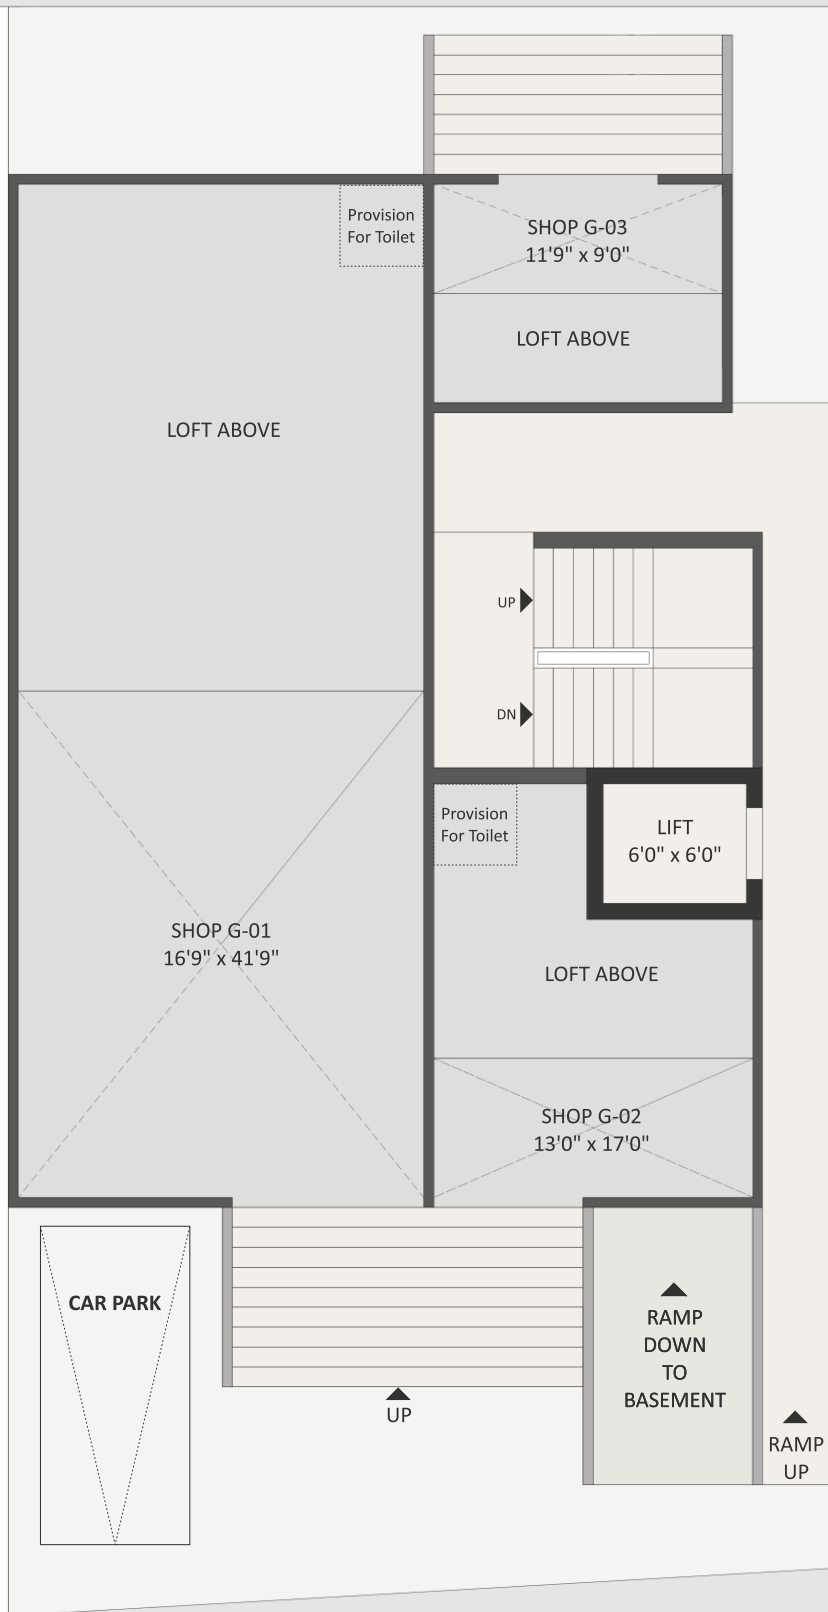 Provision
For Toilet
SHOP G-03
11'9" x 9'0"
LOFT ABOVE
LOFT ABOVE
UP
DN
Provision
For Toilet
LIFT
6'0" x 6'0"
SHOP G-01
16'9" x 41'9"
LOFT ABOVE
SHOP G-02
13'0" x 17'0"
CAR PARK
RAMP
DOWN
TO
BASEMENT
UP
RAMP
UP